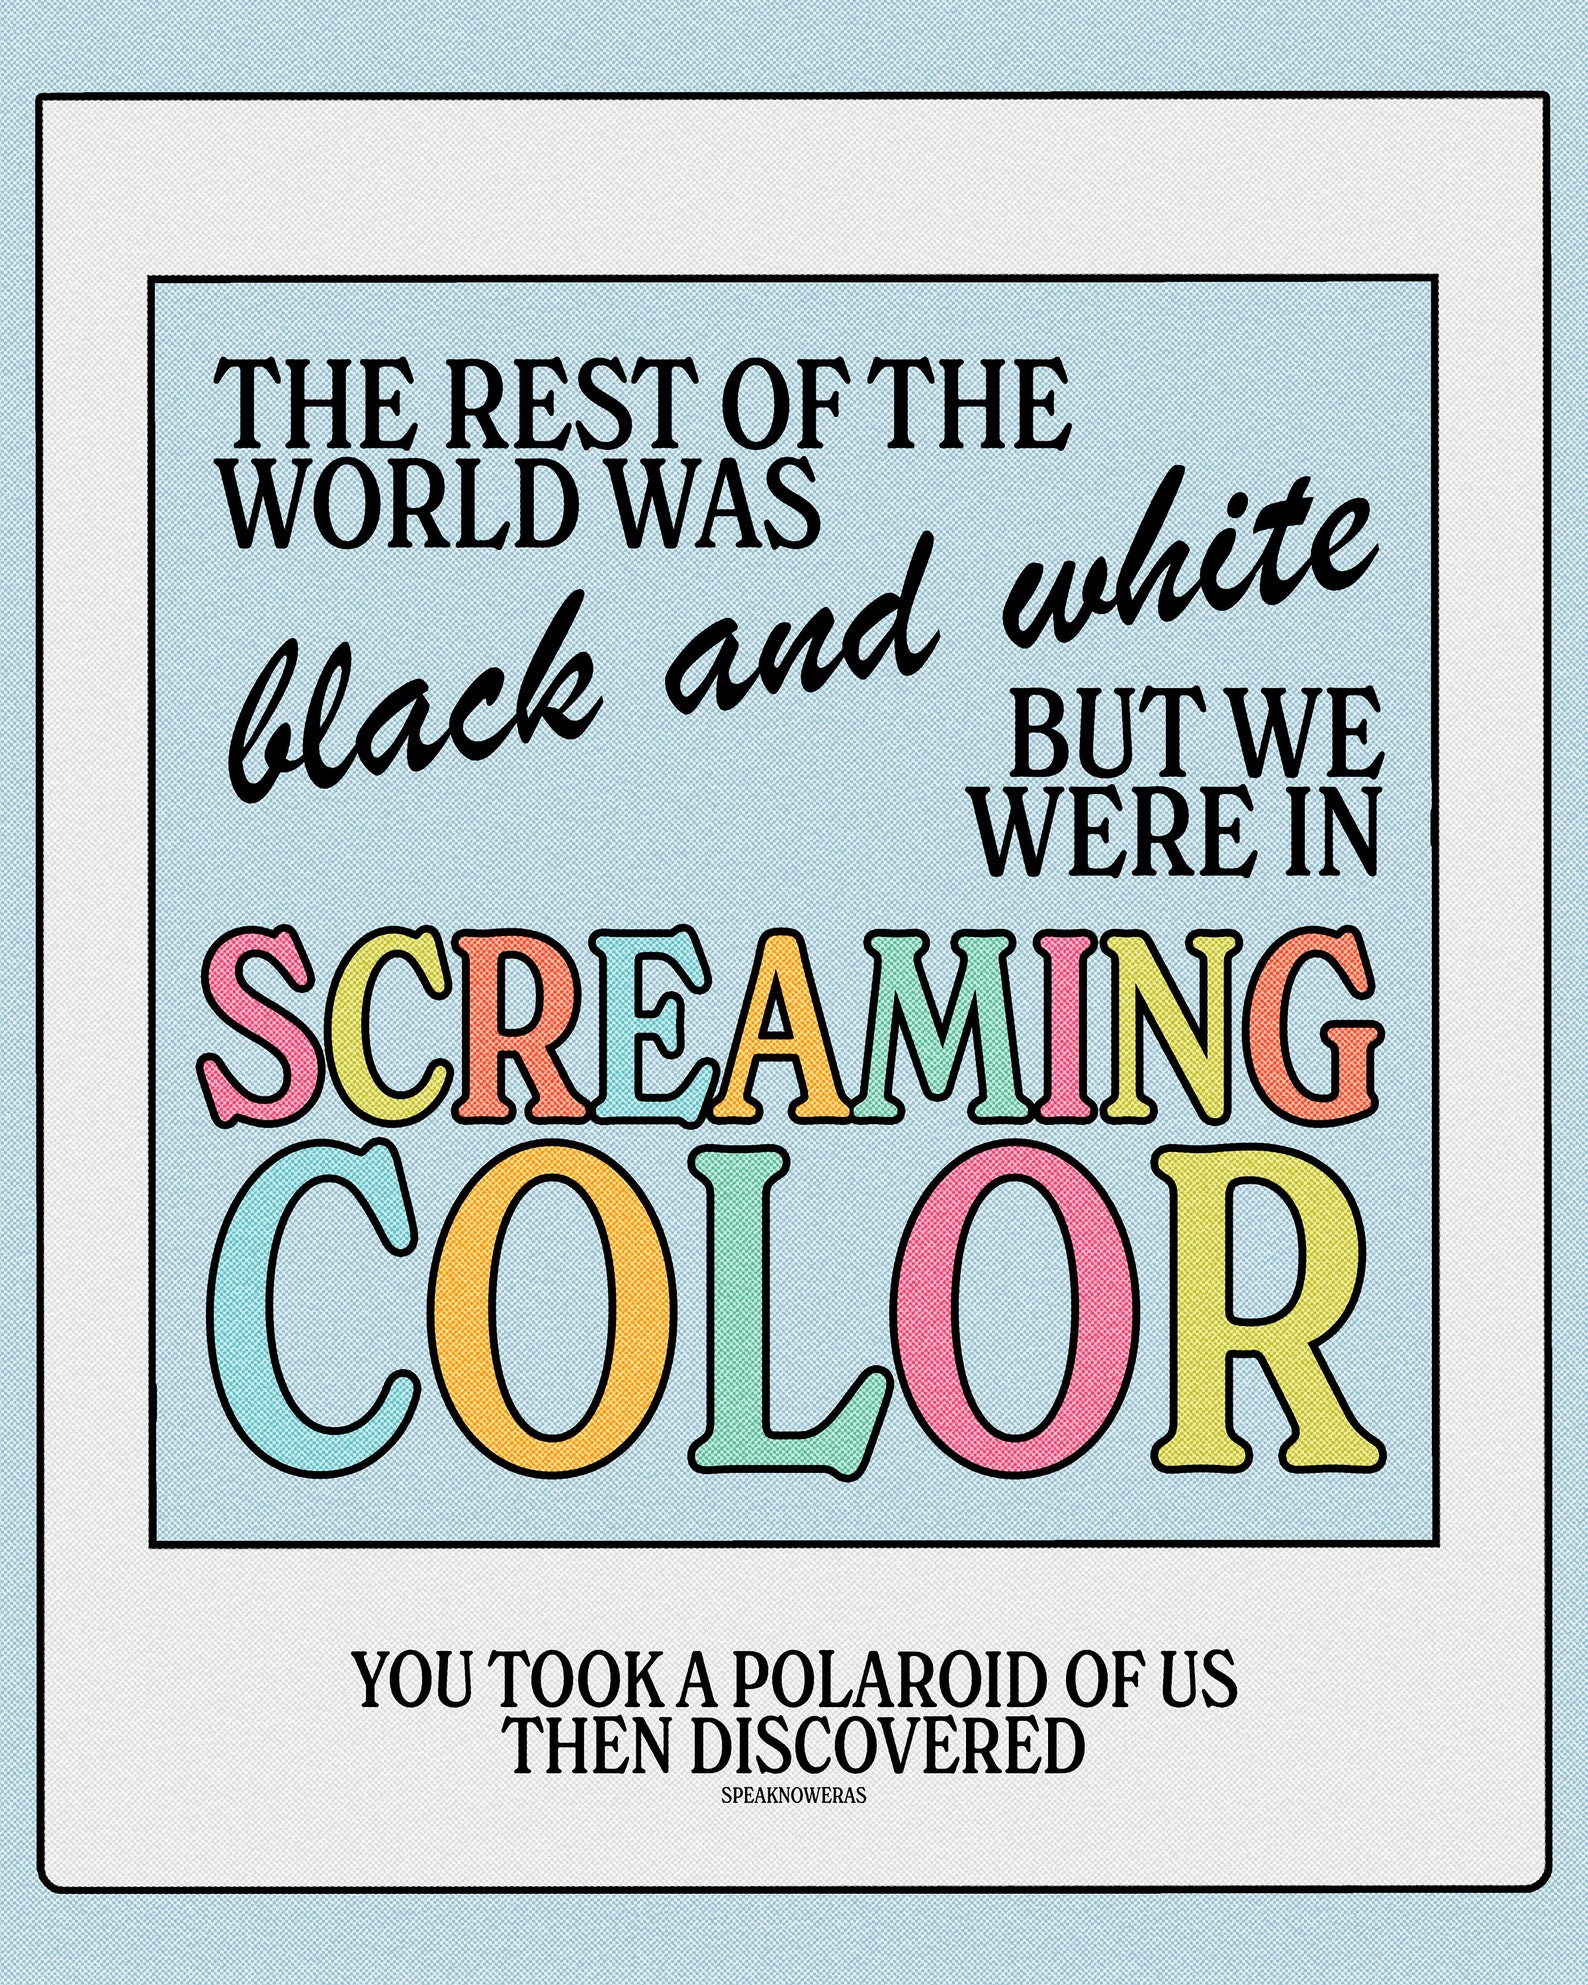 THE REST OF THE
WORLD WAS
black and white
BUT WE
WERE IN
SCREAMING
COLOR
YOU TOOK A POLAROID OF US
THEN DISCOVERED
SPEAKNOWERAS